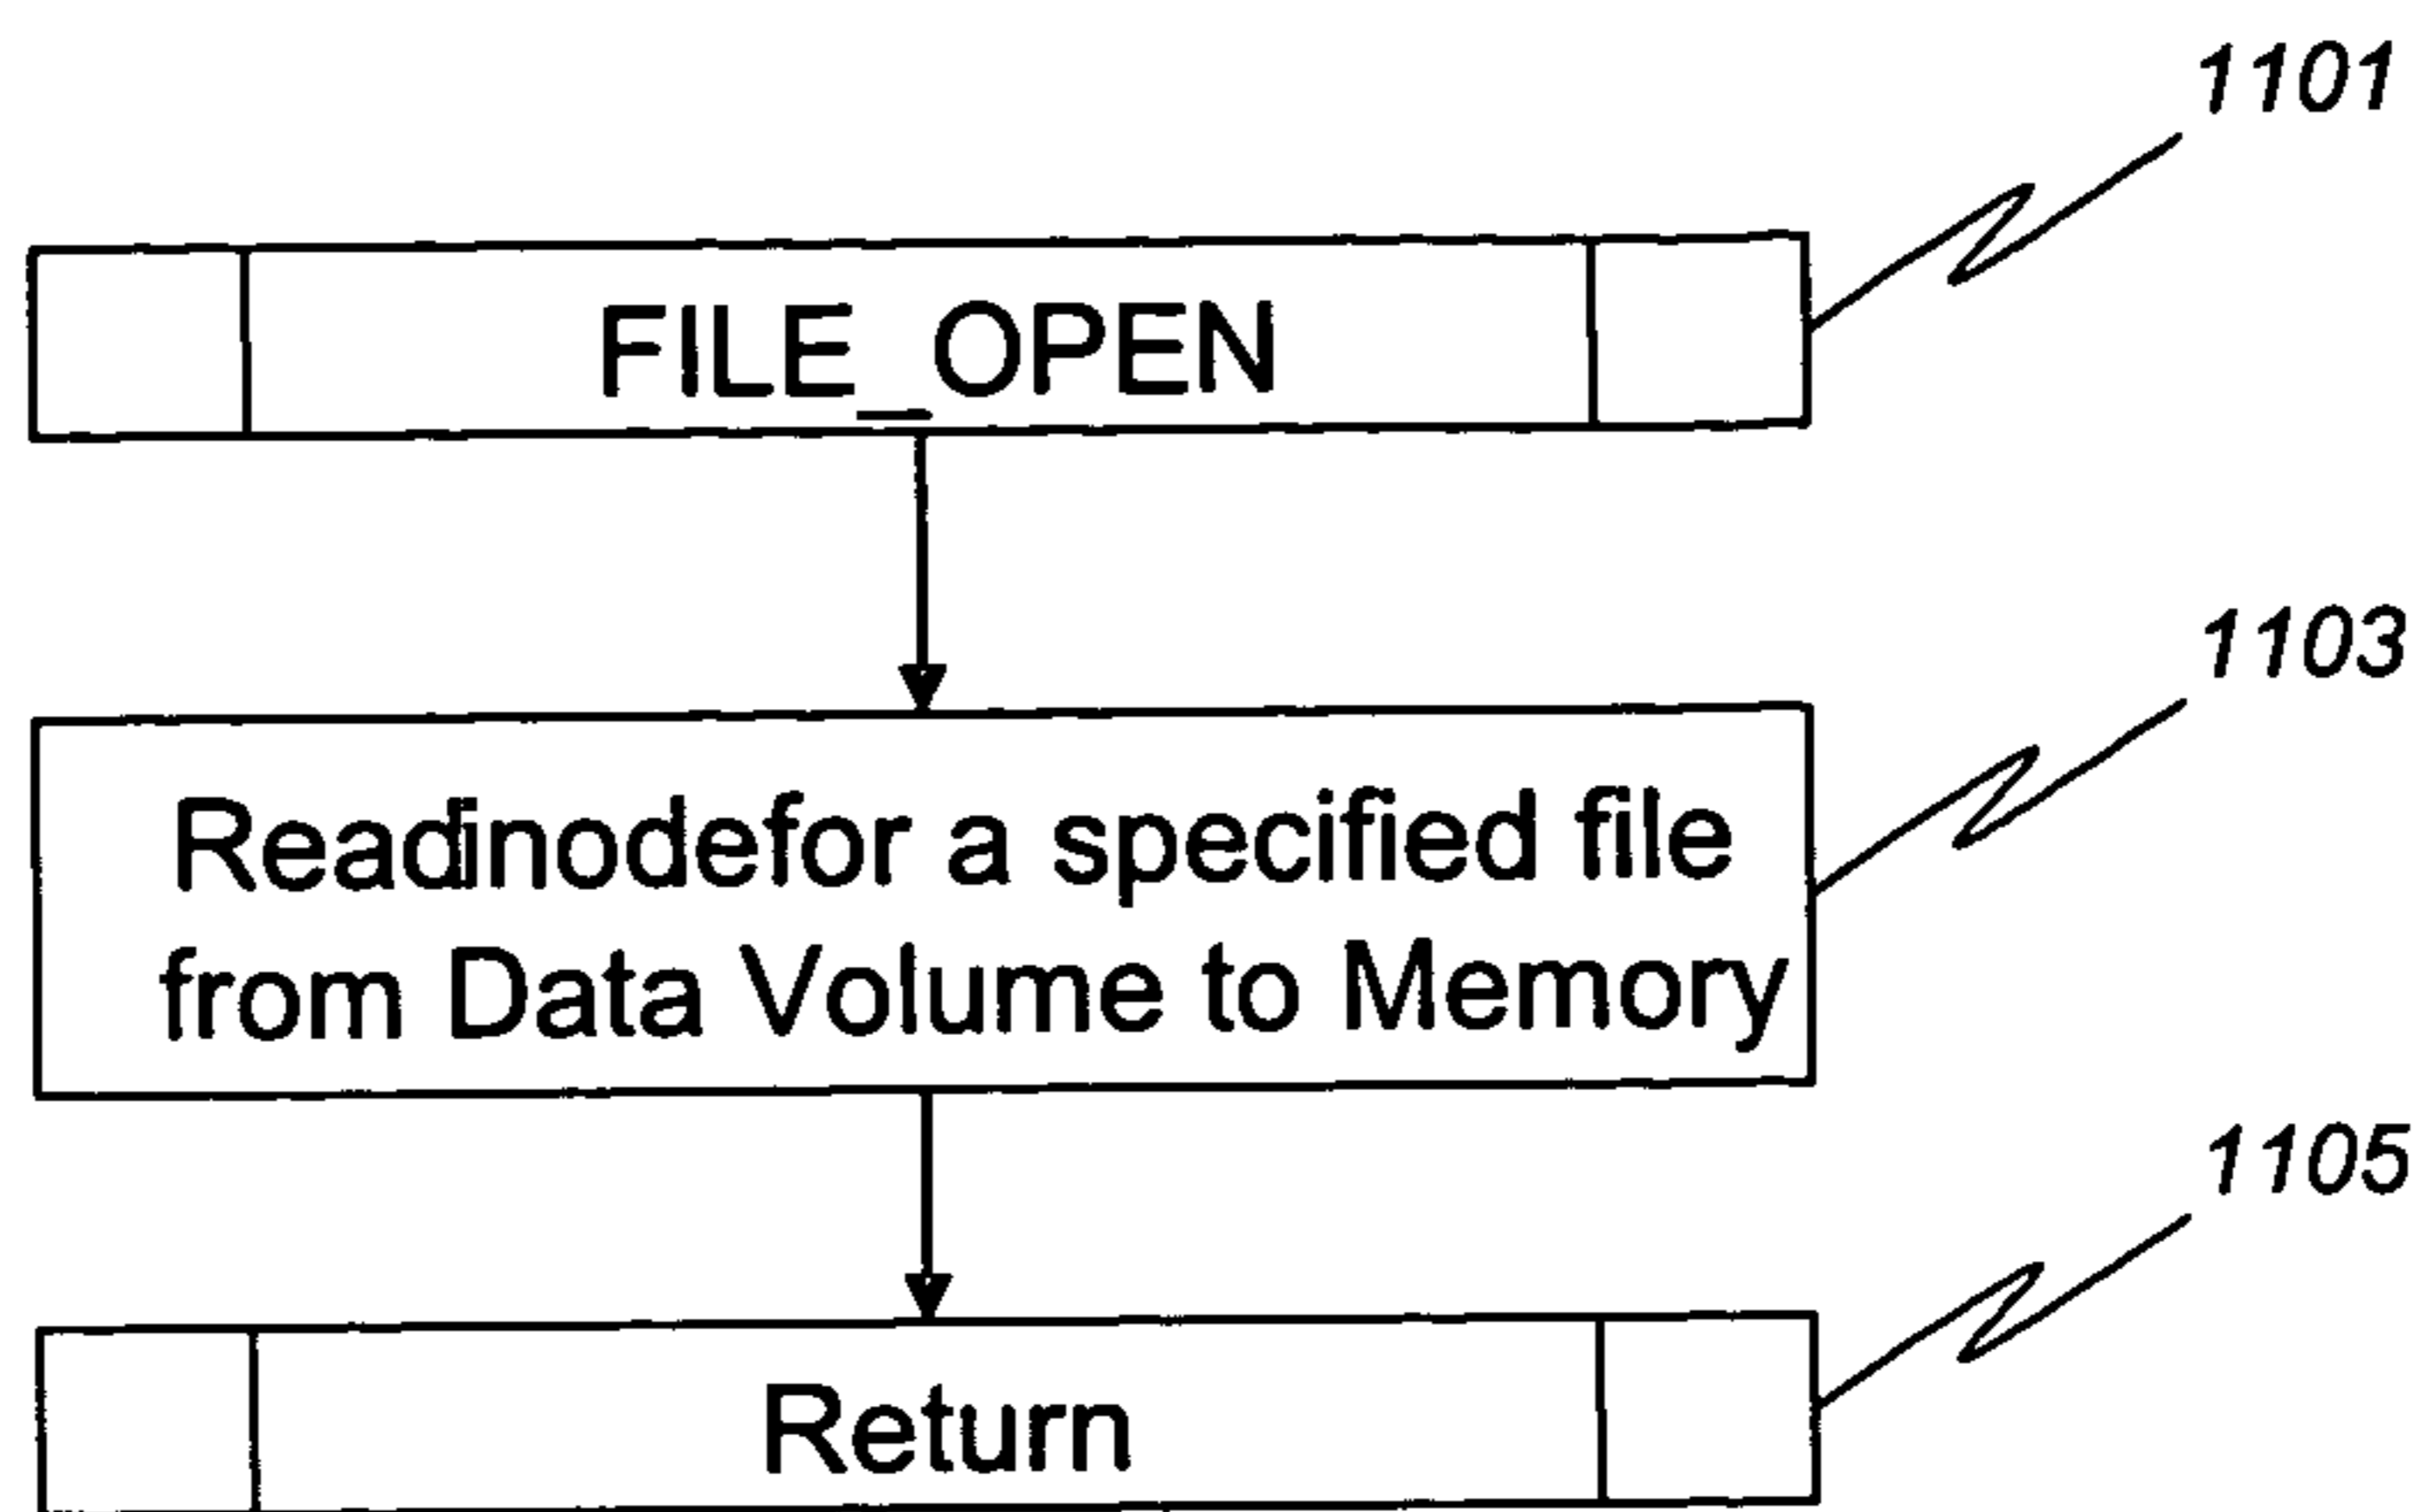 1101
FILE_OPEN
1103
Readinodefor a specified file
from Data Volume to Memory
1105
Return